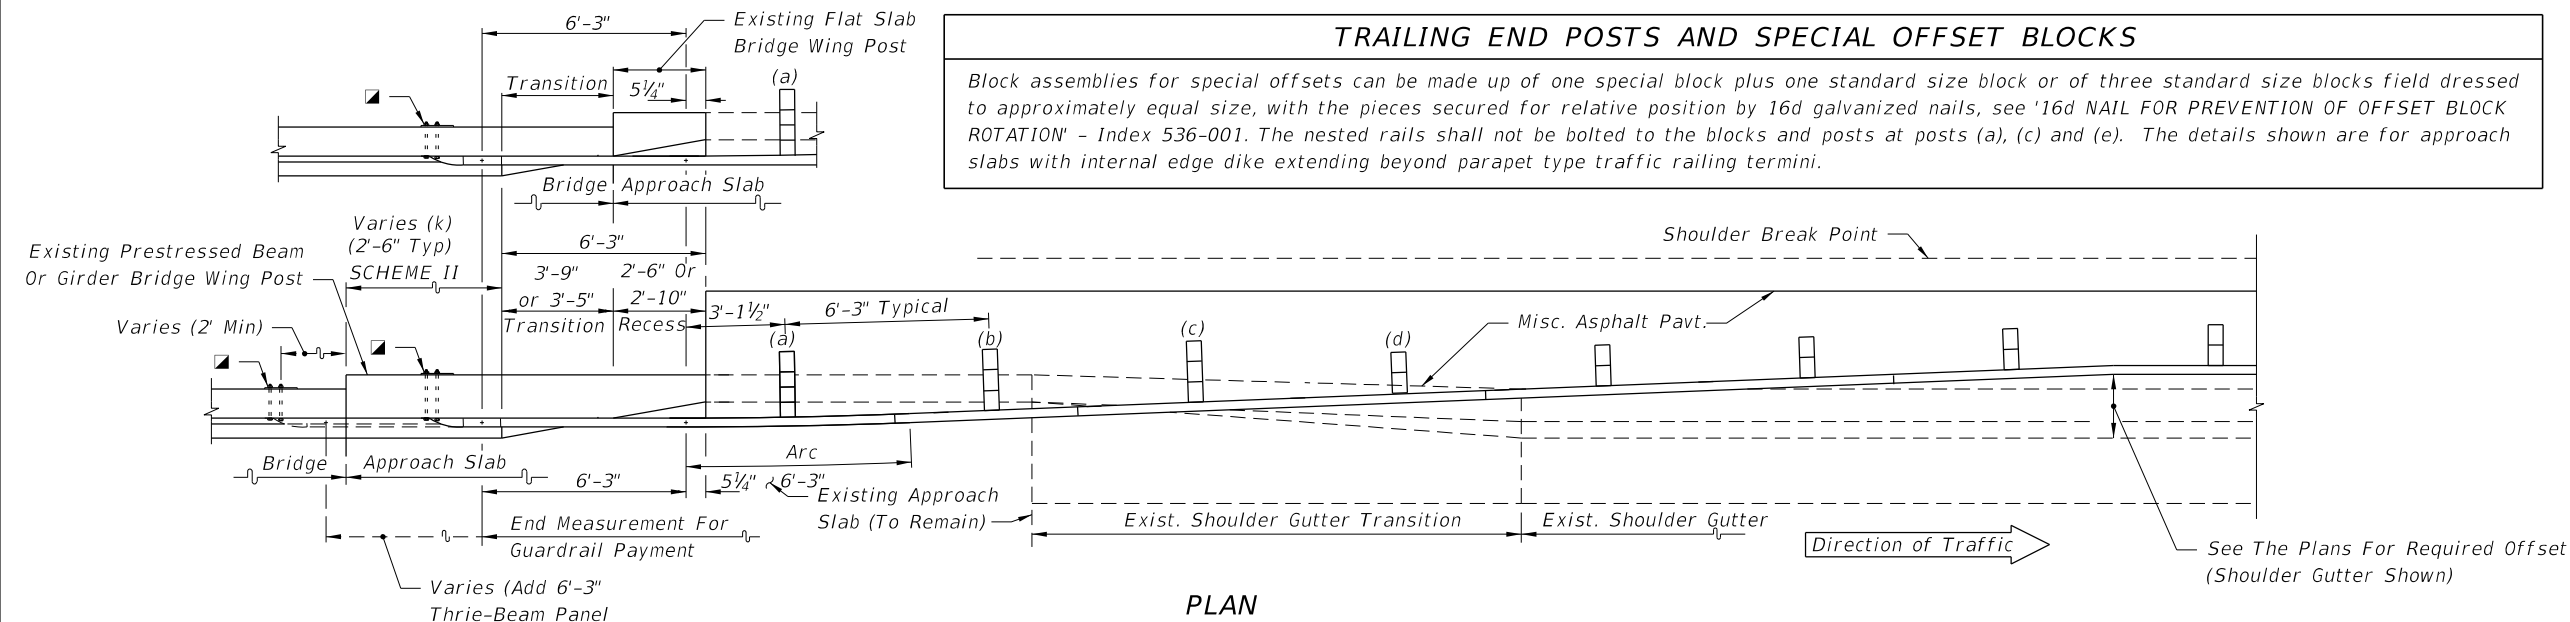 6'-3"
Existing Flat Slab
Bridge Wing Post
Transition
5¼"
(a)
TRAILING END POSTS AND SPECIAL OFFSET BLOCKS
Block assemblies for special offsets can be made up of one special block plus one standard size block or of three standard size blocks field dressed
to approximately equal size, with the pieces secured for relative position by 16d galvanized nails, see '16d NAIL FOR PREVENTION OF OFFSET BLOCK
ROTATION' - Index 536-001. The nested rails shall not be bolted to the blocks and posts at posts (a), (c) and (e). The details shown are for approach
slabs with internal edge dike extending beyond parapet type traffic railing termini.
Bridge
Approach Slab
Varies (k)
(2'-6" Typ)
SCHEME II
Existing Prestressed Beam
Or Girder Bridge Wing Post
Varies (2' Min)
6'-3"
3'-9"
or 3'-5"
Transition
2'-6" Or
2'-10"
Recess
3'-1½"
6'-3" Typical
(a)
(b)
(c)
(d)
Shoulder Break Point
Misc. Asphalt Pavt.
Bridge
Approach Slab
Arc
6'-3"
5¼"
6'-3"
Existing Approach
Slab (To Remain)
End Measurement For
Guardrail Payment
Varies (Add 6'-3"
Thrie-Beam Panel
Exist. Shoulder Gutter Transition
Exist. Shoulder Gutter
Direction of Traffic
See The Plans For Required Offset
(Shoulder Gutter Shown)
PLAN